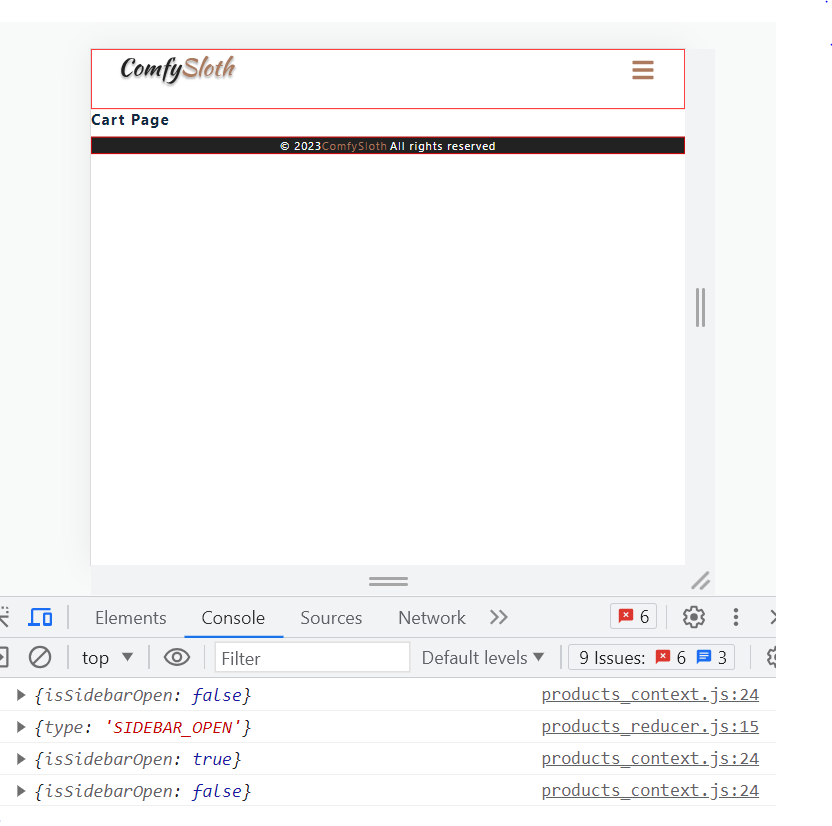 ComfySloth
Cart Page
© 2023ComfySloth All rights reserved
Elements Console Sources Network 6
top Filter Default levels 9 Issues: 6 3
{isSidebarOpen: false} products_context.js:24
{type: 'SIDEBAR_OPEN'} products_reducer.js:15
{isSidebarOpen: true} products_context.js:24
{isSidebarOpen: false} products_context.js:24